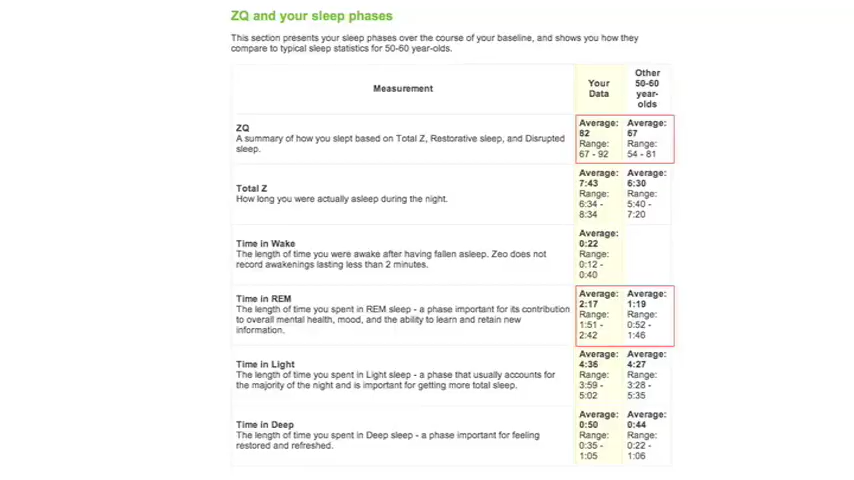 ZQ and your sleep phases
This section presents your sleep phases over the course of your baseline, and shows you how they
compare to typical sleep statistics for 50-60 year-olds.
Measurement
Your
Data
Other
50-60
year-
olds
ZQ
A summary of how you slept based on Total Z, Restorative sleep, and Disrupted
sleep.
Average:
82
Range:
67 - 92
Average:
67
Range:
54 - 81
Total Z
How long you were actually asleep during the night.
Average:
7:43
Range:
6:34 -
8:34
Average:
6:30
Range:
5:40 -
7:20
Time in Wake
The length of time you were awake after having fallen asleep. Zeo does not
record awakenings lasting less than 2 minutes.
Average:
0:22
Range:
0:12 -
0:40
Time in REM
The length of time you spent in REM sleep - a phase important for its contribution
to overall mental health, mood, and the ability to learn and retain new
information.
Average:
2:17
Range:
1:51 -
2:42
Average:
1:19
Range:
0:52 -
1:46
Time in Light
The length of time you spent in Light sleep - a phase that usually accounts for
the majority of the night and is important for getting more total sleep.
Average:
4:36
Range:
3:59 -
5:02
Average:
4:27
Range:
3:28 -
5:35
Time in Deep
The length of time you spent in Deep sleep - a phase important for feeling
restored and refreshed.
Average:
0:50
Range:
0:35 -
1:05
Average:
0:44
Range:
0:22 -
1:06